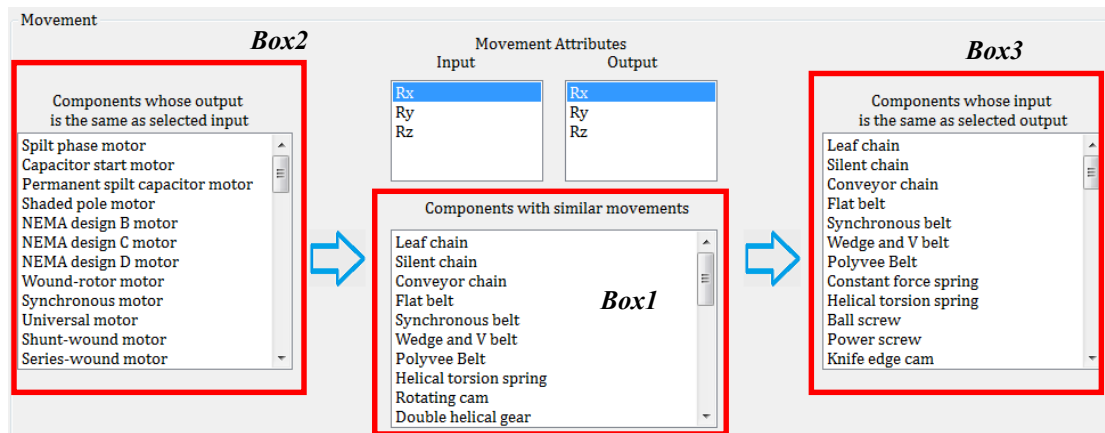 Movement
Box2
Components whose output
is the same as selected input
Spilt phase motor
Capacitor start motor
Permanent spilt capacitor motor
Shaded pole motor
NEMA design B motor
NEMA design C motor
NEMA design D motor
Wound-rotor motor
Synchronous motor
Universal motor
Shunt-wound motor
Series-wound motor
Movement Attributes
Input
Output
Rx
Ry
Rz
Rx
Ry
Rz
Components with similar movements
Leaf chain
Silent chain
Conveyor chain
Flat belt
Synchronous belt
Wedge and V belt
Polyvee Belt
Helical torsion spring
Rotating cam
Double helical gear
Box1
Box3
Components whose input
is the same as selected output
Leaf chain
Silent chain
Conveyor chain
Flat belt
Synchronous belt
Wedge and V belt
Polyvee Belt
Constant force spring
Helical torsion spring
Ball screw
Power screw
Knife edge cam